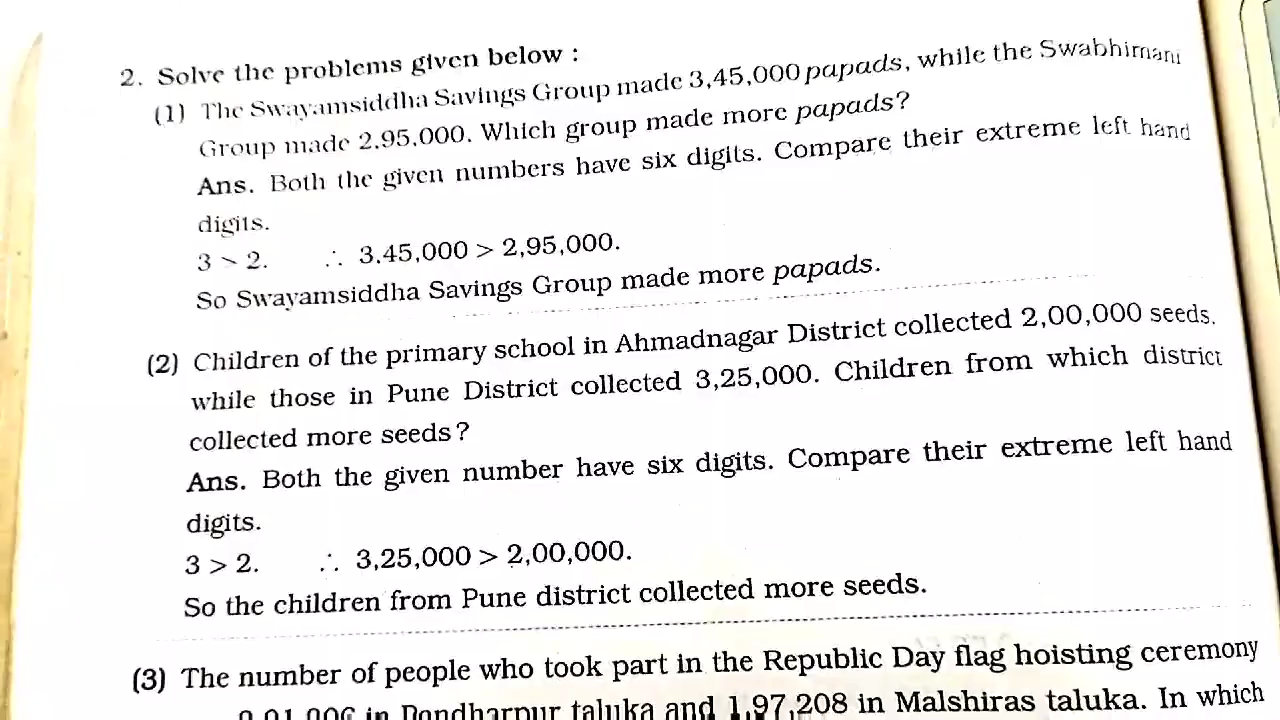 2. Solve the problems given below :
(1) The Swayamsiddha Savings Group made 3,45,000 papads, while the Swabhimani
Group made 2,95,000. Which group made more papads?
Ans. Both the given numbers have six digits. Compare their extreme left hand
digits.
3 > 2. ∴ 3,45,000 > 2,95,000.
So Swayamsiddha Savings Group made more papads.
(2) Children of the primary school in Ahmadnagar District collected 2,00,000 seeds.
while those in Pune District collected 3,25,000. Children from which district
collected more seeds?
Ans. Both the given number have six digits. Compare their extreme left hand
digits.
3 > 2. ∴ 3,25,000 > 2,00,000.
So the children from Pune district collected more seeds.
(3) The number of people who took part in the Republic Day flag hoisting ceremony
in Pandharpur taluka and 1,97,208 in Malshiras taluka. In which